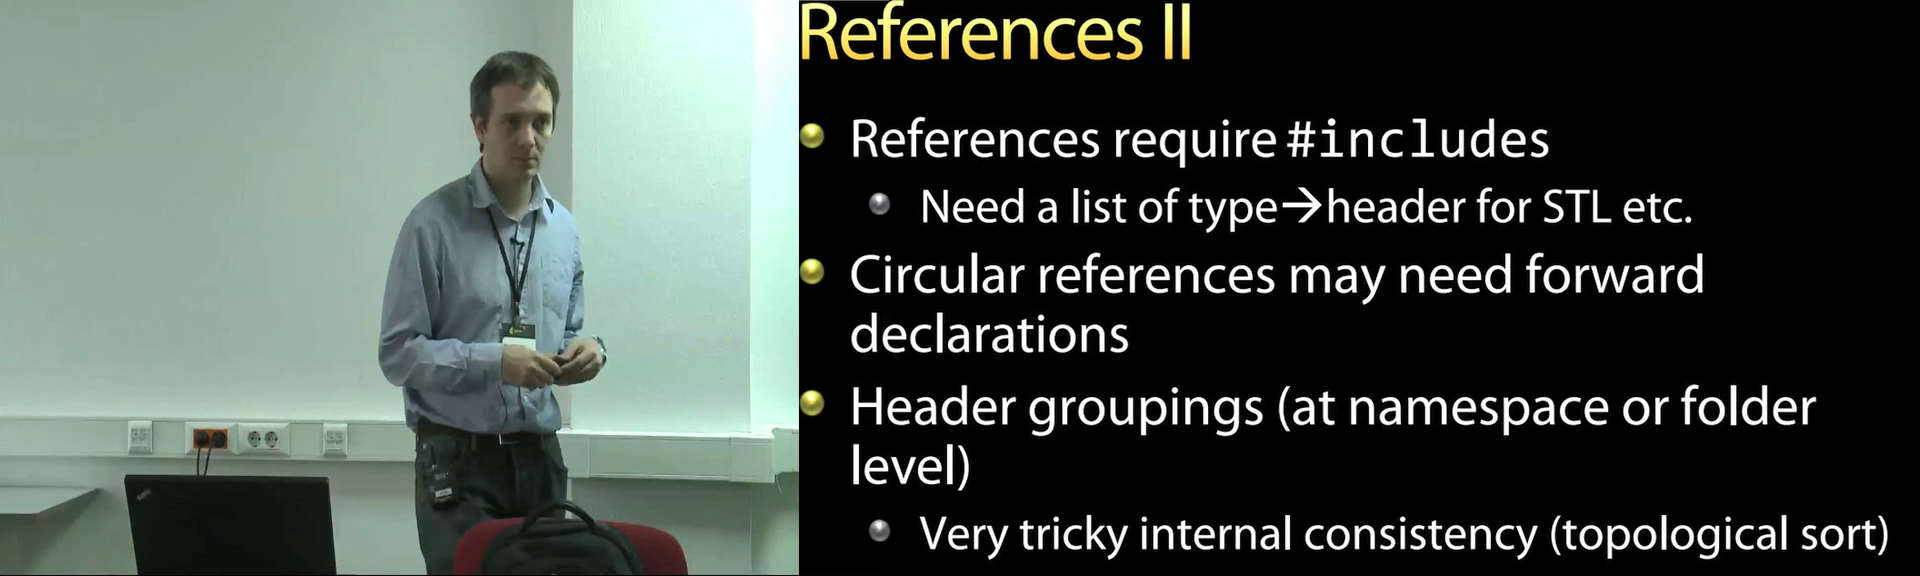 References II
References require #includes
Need a list of type→header for STL etc.
Circular references may need forward
declarations
Header groupings (at namespace or folder
level)
Very tricky internal consistency (topological sort)